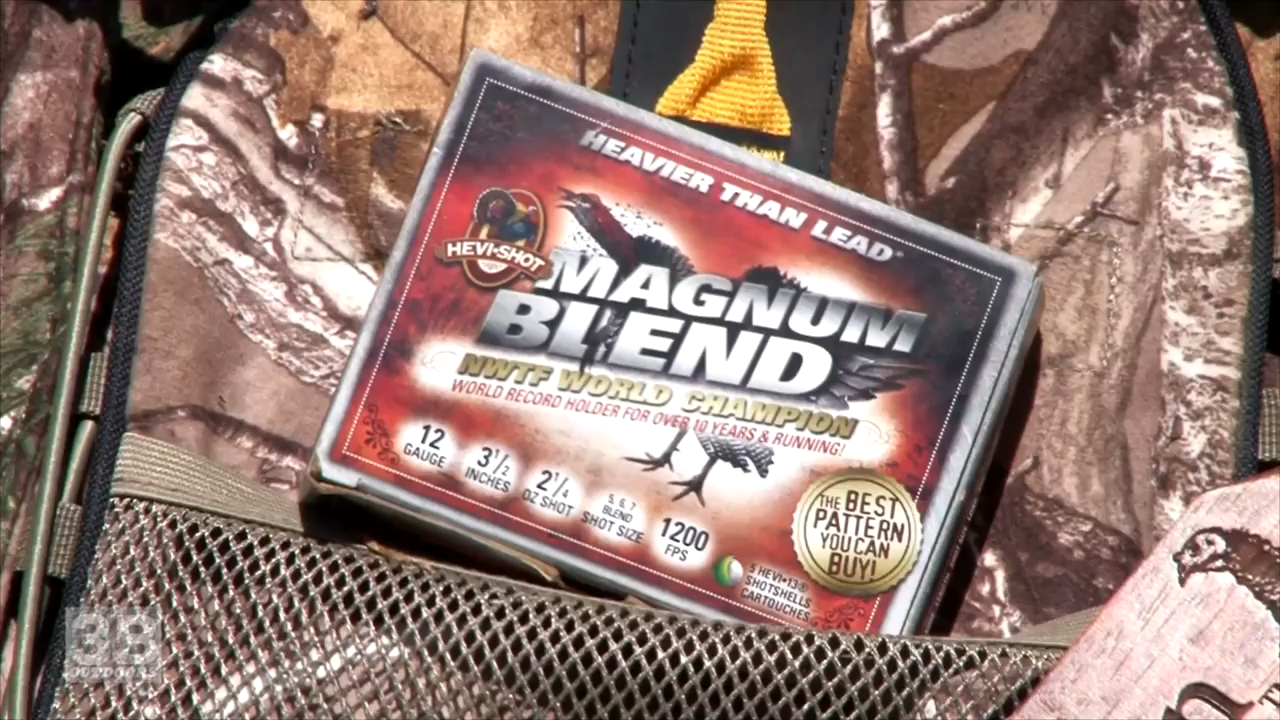 HEAVIER THAN LEAD®
HEVI-SHOT
MAGNUM
BLEND
NWTF WORLD CHAMPION
WORLD RECORD HOLDER FOR OVER 10 YEARS & RUNNING!
12
GAUGE
3 1/2
INCHES
2 1/4
OZ SHOT
5, 6, 7
BLEND
SHOT SIZE
1200
FPS
5 HEVI•13®
SHOTSHELLS
CARTOUCHES
THE BEST
PATTERN
YOU CAN
BUY!
3B
OUTDOORS